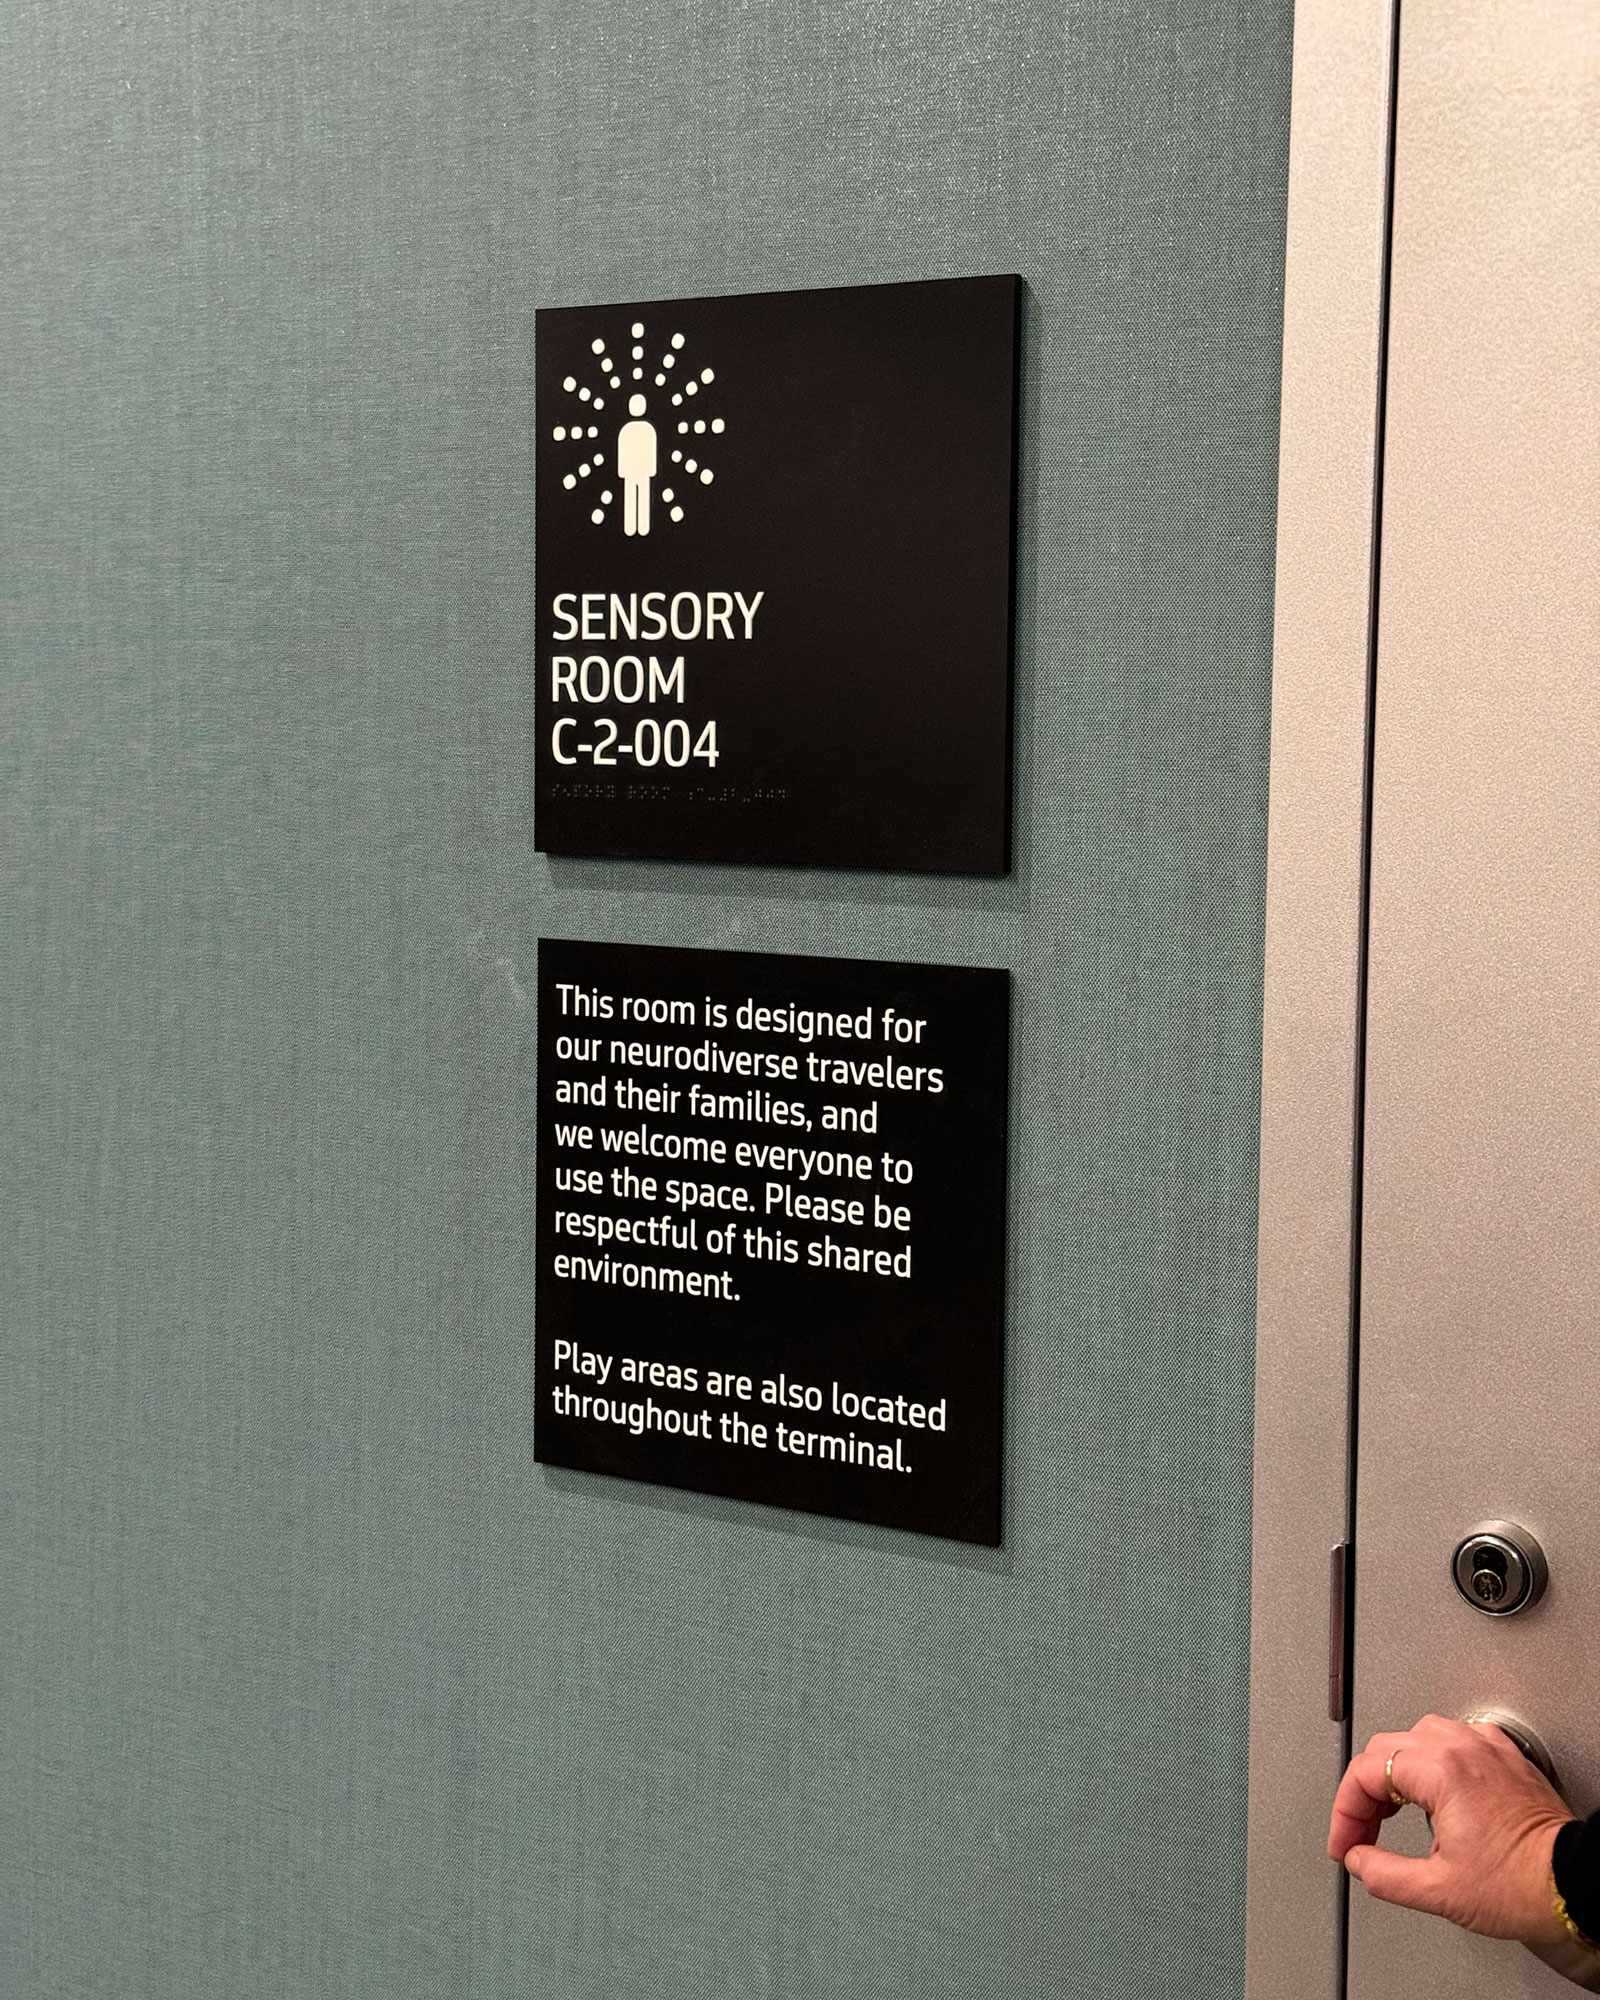 SENSORY
ROOM
C-2-004
This room is designed for
our neurodiverse travelers
and their families, and
we welcome everyone to
use the space. Please be
respectful of this shared
environment.
Play areas are also located
throughout the terminal.